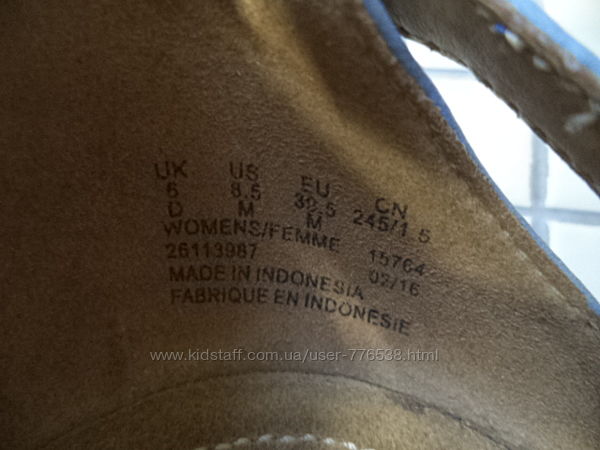 UK US EU CN
6 8.5 39.5 245/1.5
D M M
WOMENS/FEMME 15764
26113987 02/16
MADE IN INDONESIA
FABRIQUE EN INDONESIE
www.kidstaff.com.ua/user-776538.html